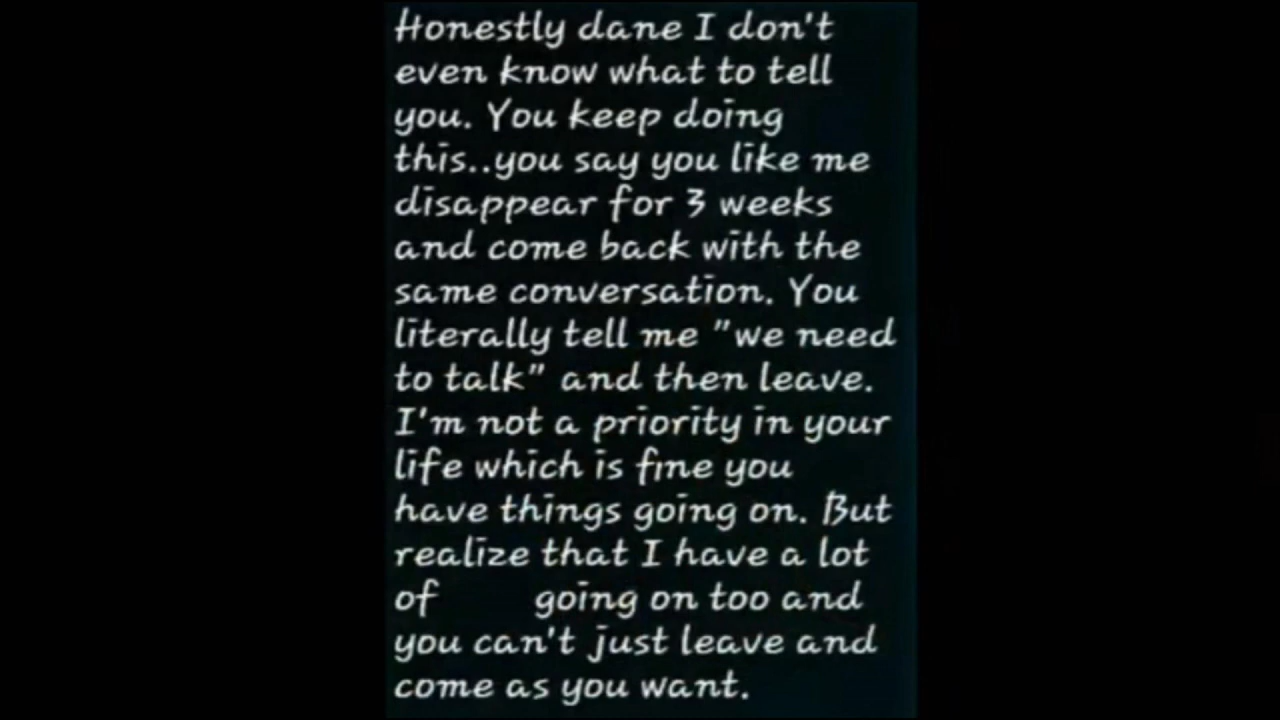 Honestly dane I don't
even know what to tell
you. You keep doing
this..you say you like me
disappear for 3 weeks
and come back with the
same conversation. You
literally tell me "we need
to talk" and then leave.
I'm not a priority in your
life which is fine you
have things going on. But
realize that I have a lot
of going on too and
you can't just leave and
come as you want.